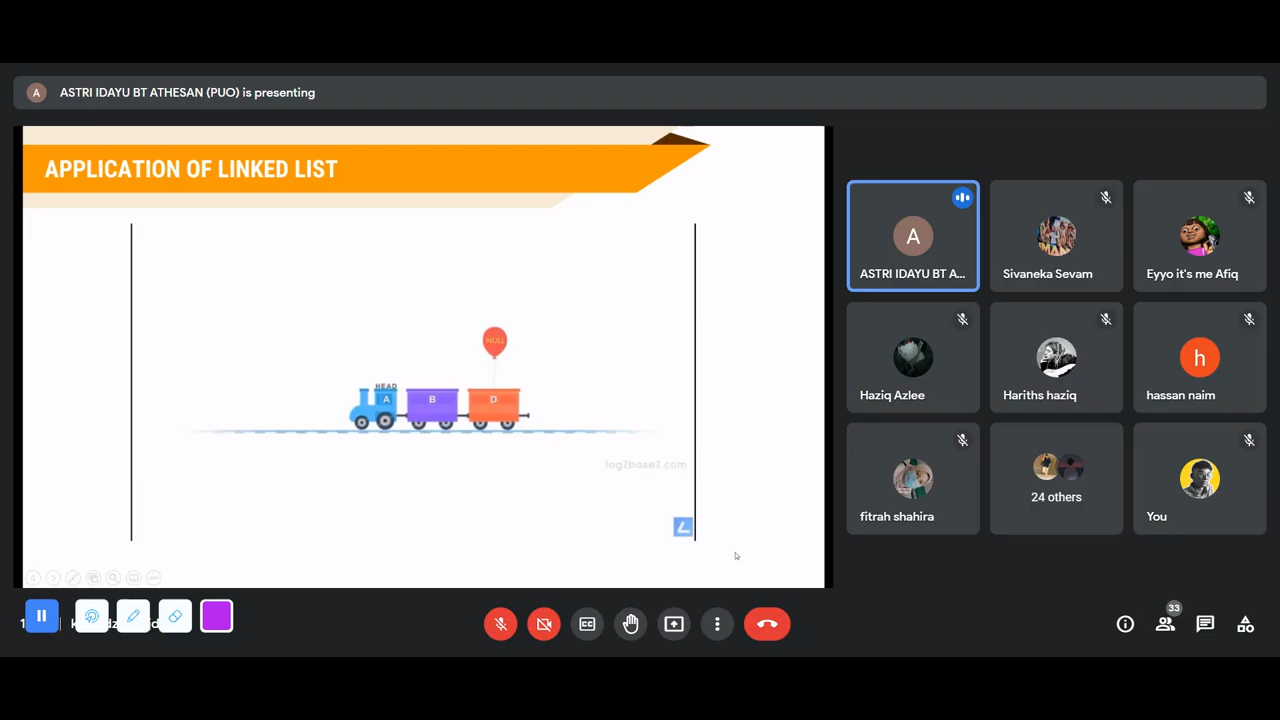 A
ASTRI IDAYU BT ATHESAN (PUO) is presenting
APPLICATION OF LINKED LIST
NULL
HEAD
A
B
D
log2base2.com
L
A
ASTRI IDAYU BT A...
Sivaneka Sevam
Eyyo it's me Afiq
Haziq Azlee
Hariths haziq
h
hassan naim
fitrah shahira
24 others
You
33